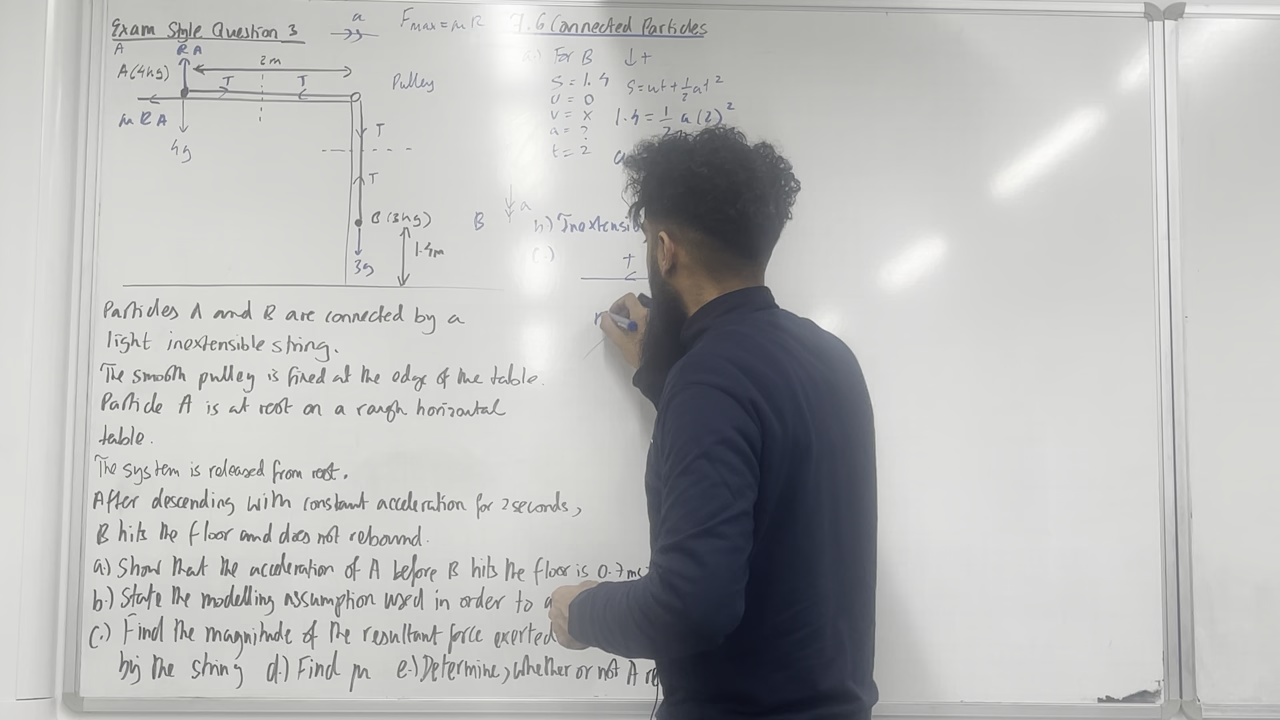 Exam Style Question 3
a
Fmax = μR
7.6 Connected Particles
A
RA
A(4kg)
2m
T
T
Pulley
μRA
4g
T
T
B (3kg)
B
a
1.4m
3g
a.) For B ↓+
S = 1.4
S = ut + ½at²
U = 0
V = x
1.4 = ½ a (2)²
a = ?
t = 2
a
b) Inextensib
c.)
+
Particles A and B are connected by a
light inextensible string.
The smooth pulley is fixed at the edge of the table.
Particle A is at rest on a rough horizontal
table.
The system is released from rest.
After descending with constant acceleration for 2 seconds,
B hits the floor and does not rebound.
a.) Show that the acceleration of A before B hits the floor is 0.7ms
b.) State the modelling assumption used in order to a
c.) Find the magnitude of the resultant force exerted
by the string d.) Find μ e.) Determine, whether or not A re